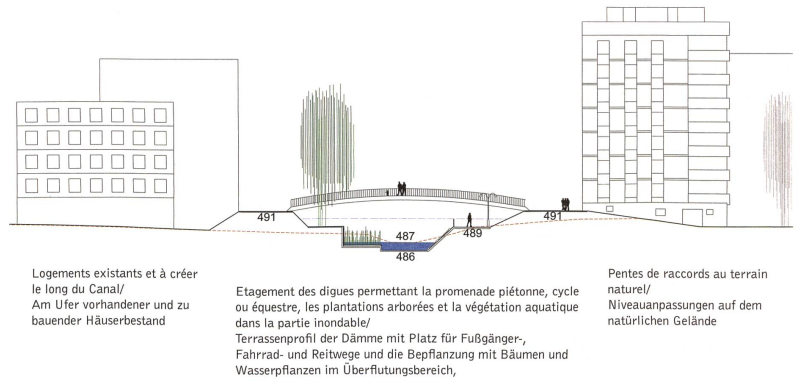 491
487
486
489
491
Logements existants et à créer
le long du Canal/
Am Ufer vorhandener und zu
bauender Häuserbestand
Etagement des digues permettant la promenade piétonne, cycle
ou équestre, les plantations arborées et la végétation aquatique
dans la partie inondable/
Terrassenprofil der Dämme mit Platz für Fußgänger-,
Fahrrad- und Reitwege und die Bepflanzung mit Bäumen und
Wasserpflanzen im Überflutungsbereich,
Pentes de raccords au terrain
naturel/
Niveauanpassungen auf dem
natürlichen Gelände